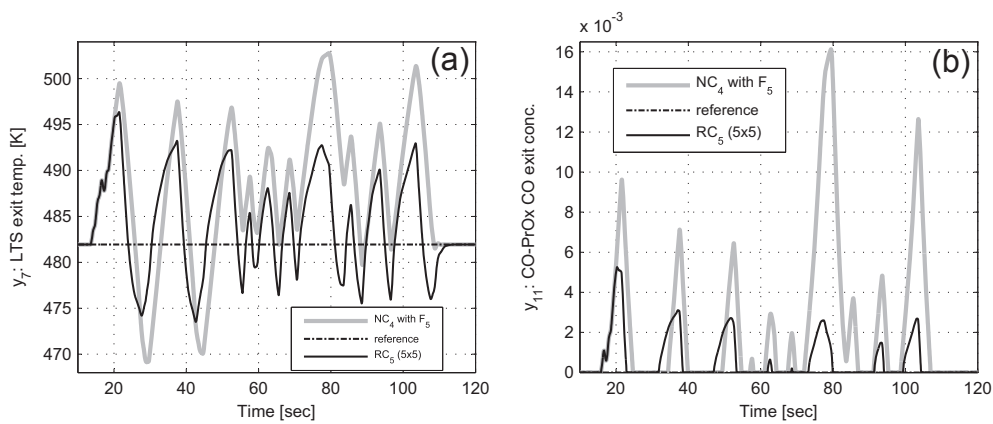 (a)
y7: LTS exit temp. [K]
500
495
490
485
480
475
470
20 40 60 80 100 120
Time [sec]
NC4 with F5
reference
RC5 (5x5)
x 10-3
(b)
y11: CO-PrOx CO exit conc.
16
14
12
10
8
6
4
2
0
20 40 60 80 100 120
Time [sec]
NC4 with F5
reference
RC5 (5x5)